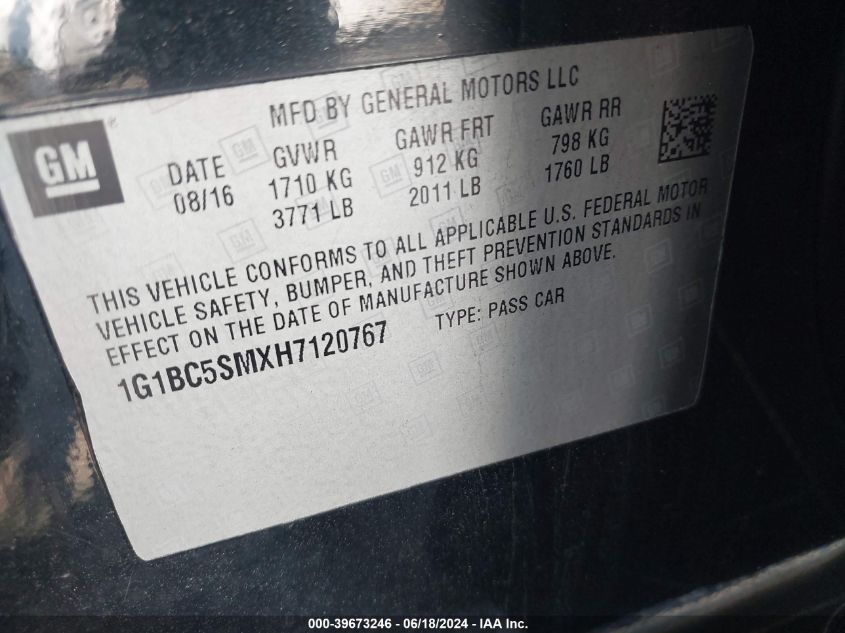 MFD BY GENERAL MOTORS LLC
GM
DATE GVWR GAWR FRT GAWR RR
08/16 1710 KG 912 KG 798 KG
3771 LB 2011 LB 1760 LB
THIS VEHICLE CONFORMS TO ALL APPLICABLE U.S. FEDERAL MOTOR
VEHICLE SAFETY, BUMPER, AND THEFT PREVENTION STANDARDS IN
EFFECT ON THE DATE OF MANUFACTURE SHOWN ABOVE.
1G1BC5SMXH7120767 TYPE: PASS CAR
000-39673246 - 06/18/2024 - IAA Inc.